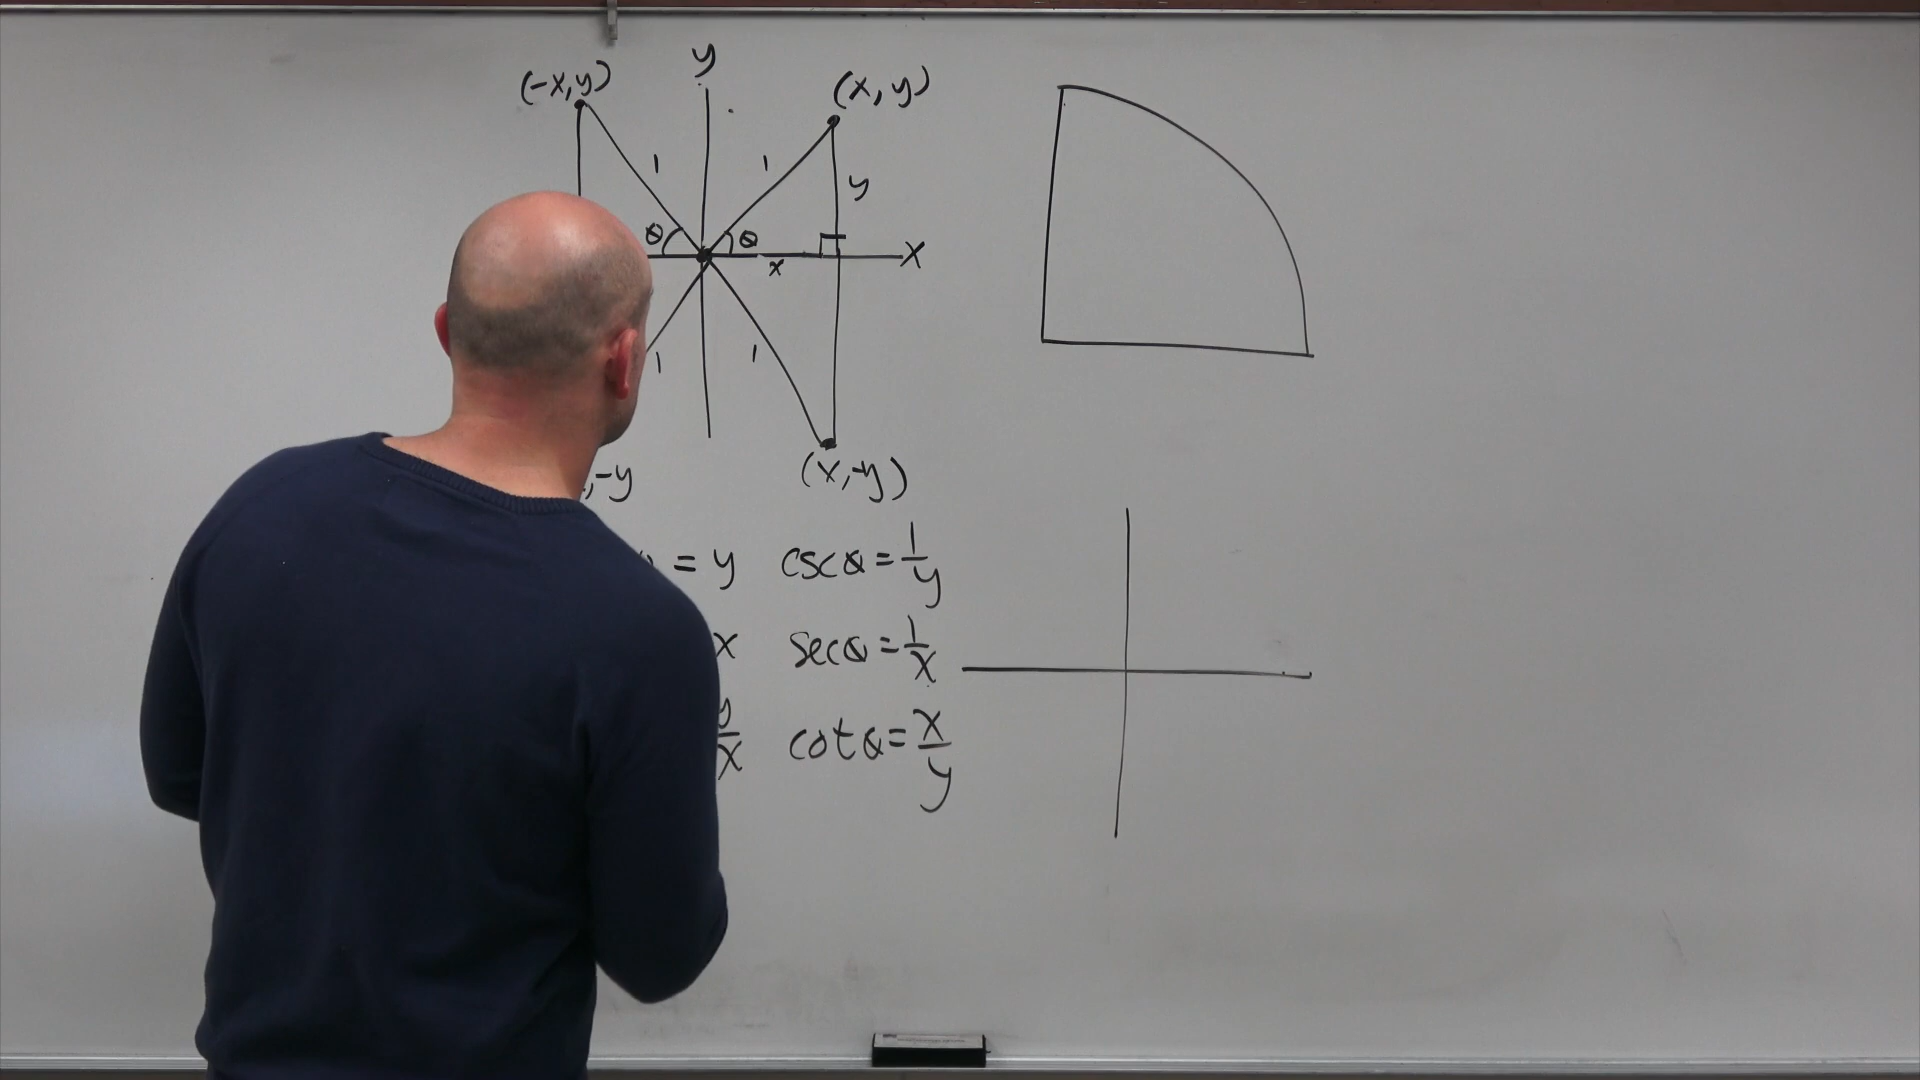 y
(-x,y) (x, y)
1 1 y
θ θ
x X
1 1
,-y (x,-y)
= y cscθ = 1/y
x secθ = 1/x
y/x cotθ = x/y